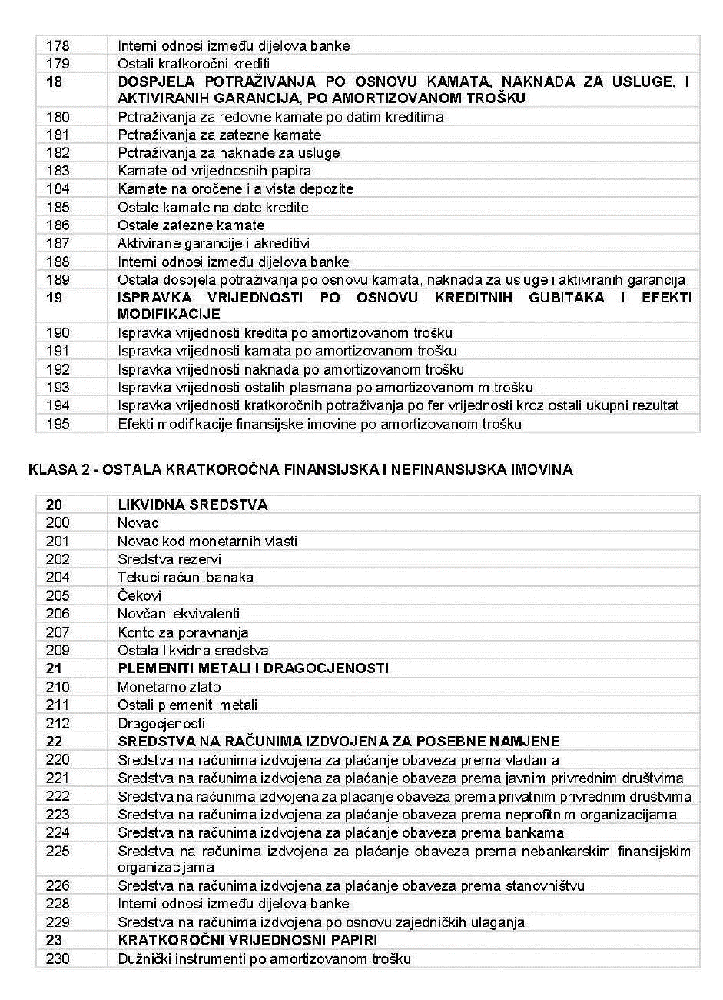 178 Interni odnosi između dijelova banke
179 Ostali kratkoročni krediti
18 DOSPJELA POTRAŽIVANJA PO OSNOVU KAMATA, NAKNADA ZA USLUGE, I
AKTIVIRANIH GARANCIJA, PO AMORTIZOVANOM TROŠKU
180 Potraživanja za redovne kamate po datim kreditima
181 Potraživanja za zatezne kamate
182 Potraživanja za naknade za usluge
183 Kamate od vrijednosnih papira
184 Kamate na oročene i a vista depozite
185 Ostale kamate na date kredite
186 Ostale zatezne kamate
187 Aktivirane garancije i akreditivi
188 Interni odnosi između dijelova banke
189 Ostala dospjela potraživanja po osnovu kamata, naknada za usluge i aktiviranih garancija
19 ISPRAVKA VRIJEDNOSTI PO OSNOVU KREDITNIH GUBITAKA I EFEKTI
MODIFIKACIJE
190 Ispravka vrijednosti kredita po amortizovanom trošku
191 Ispravka vrijednosti kamata po amortizovanom trošku
192 Ispravka vrijednosti naknada po amortizovanom trošku
193 Ispravka vrijednosti ostalih plasmana po amortizovanom m trošku
194 Ispravka vrijednosti kratkoročnih potraživanja po fer vrijednosti kroz ostali ukupni rezultat
195 Efekti modifikacije finansijske imovine po amortizovanom trošku
KLASA 2 - OSTALA KRATKOROČNA FINANSIJSKA I NEFINANSIJSKA IMOVINA
20 LIKVIDNA SREDSTVA
200 Novac
201 Novac kod monetarnih vlasti
202 Sredstva rezervi
204 Tekući računi banaka
205 Čekovi
206 Novčani ekvivalenti
207 Konto za poravnanja
209 Ostala likvidna sredstva
21 PLEMENITI METALI I DRAGOCJENOSTI
210 Monetarno zlato
211 Ostali plemeniti metali
212 Dragocjenosti
22 SREDSTVA NA RAČUNIMA IZDVOJENA ZA POSEBNE NAMJENE
220 Sredstva na računima izdvojena za plaćanje obaveza prema vladama
221 Sredstva na računima izdvojena za plaćanje obaveza prema javnim privrednim društvima
222 Sredstva na računima izdvojena za plaćanje obaveza prema privatnim privrednim društvima
223 Sredstva na računima izdvojena za plaćanje obaveza prema neprofitnim organizacijama
224 Sredstva na računima izdvojena za plaćanje obaveza prema bankama
225 Sredstva na računima izdvojena za plaćanje obaveza prema nebankarskim finansijskim
organizacijama
226 Sredstva na računima izdvojena za plaćanje obaveza prema stanovništvu
228 Interni odnosi između dijelova banke
229 Sredstva na računima izdvojena po osnovu zajedničkih ulaganja
23 KRATKOROČNI VRIJEDNOSNI PAPIRI
230 Dužnički instrumenti po amortizovanom trošku